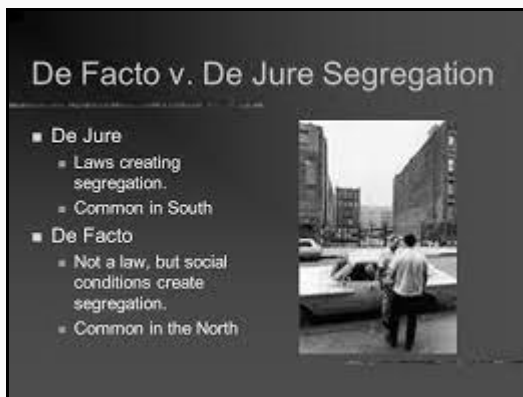 De Facto v. De Jure Segregation
De Jure
Laws creating
segregation.
Common in South
De Facto
Not a law, but social
conditions create
segregation.
Common in the North